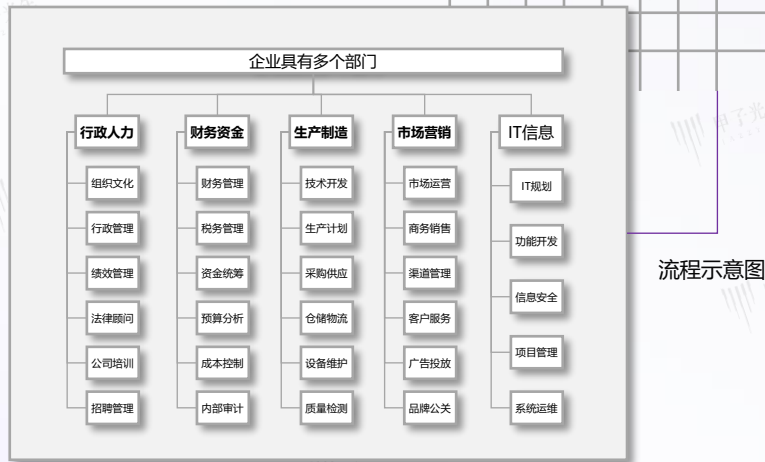 企业具有多个部门
行政人力
财务资金
生产制造
市场营销
IT信息
组织文化
行政管理
绩效管理
法律顾问
公司培训
招聘管理
财务管理
税务管理
资金统筹
预算分析
成本控制
内部审计
技术开发
生产计划
采购供应
仓储物流
设备维护
质量检测
市场运营
商务销售
渠道管理
客户服务
广告投放
品牌公关
IT规划
功能开发
信息安全
项目管理
系统运维
流程示意图